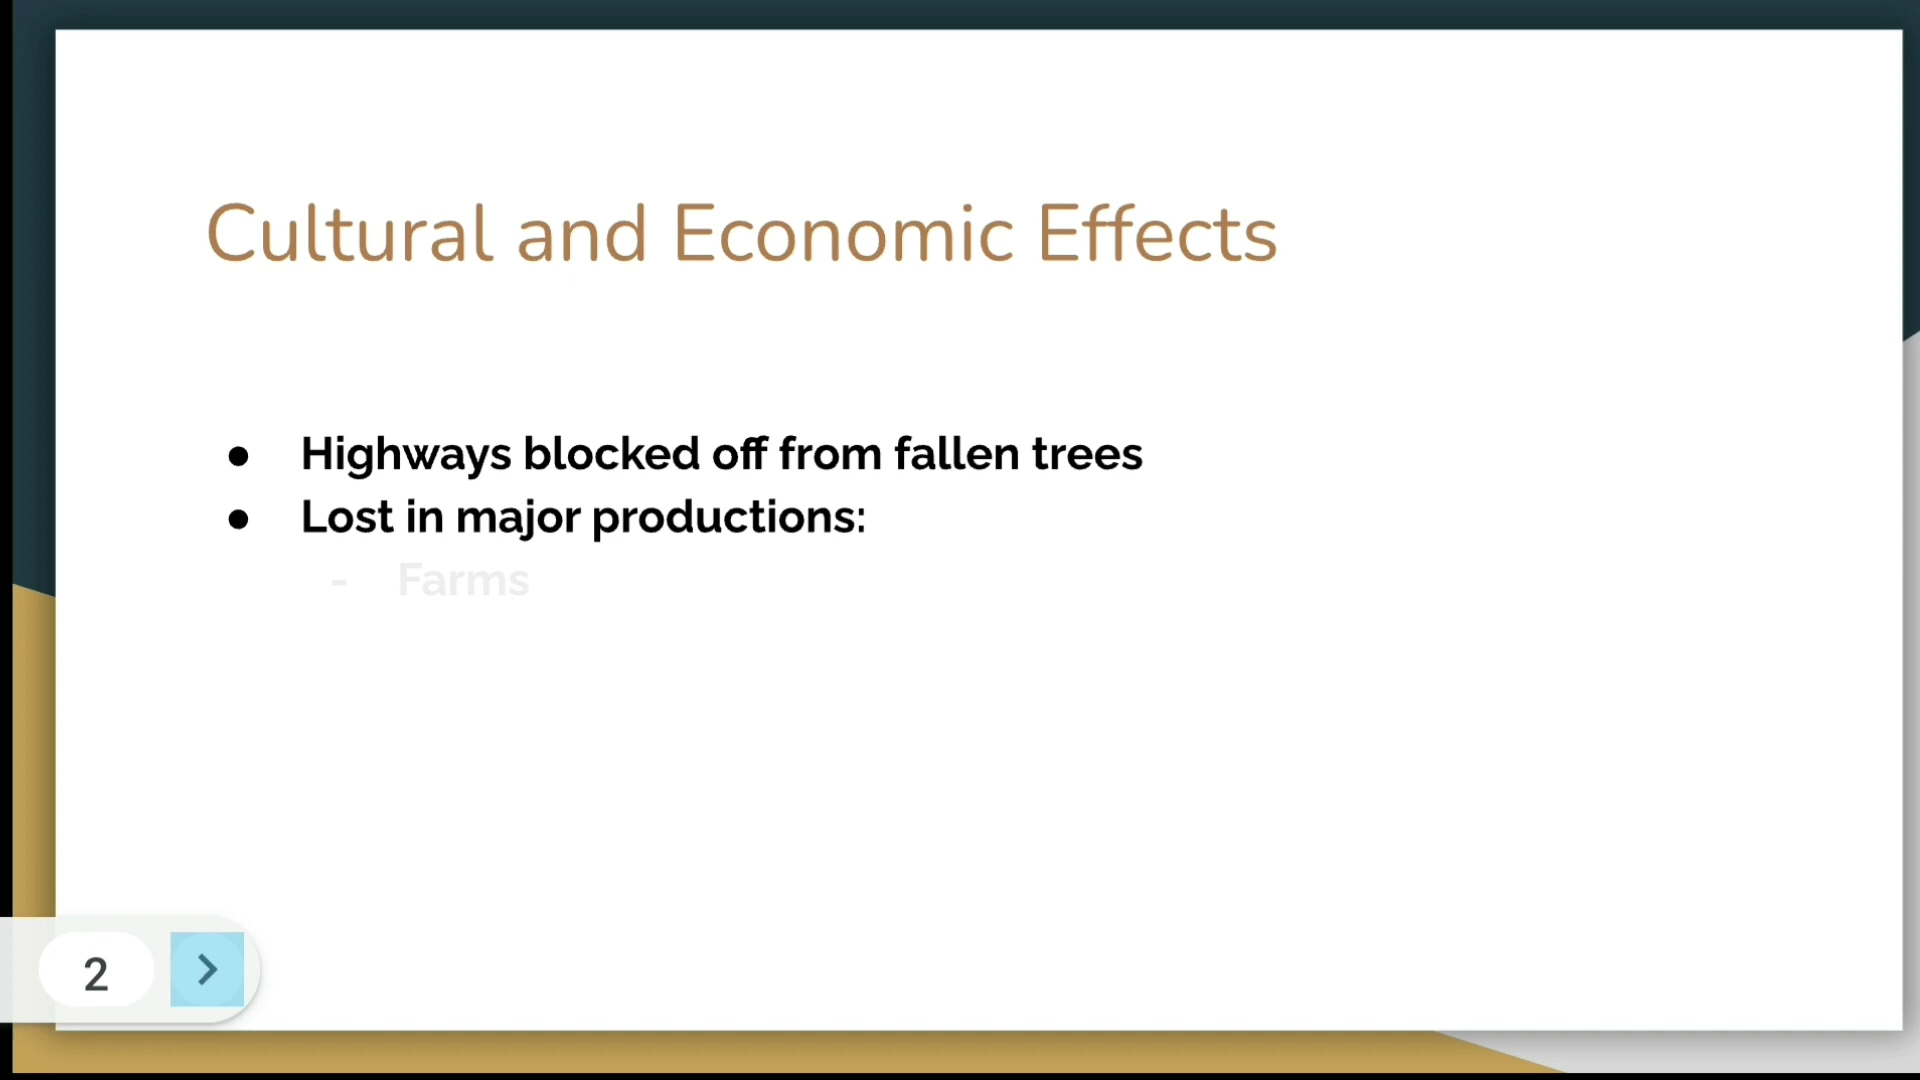 Cultural and Economic Effects
● Highways blocked off from fallen trees
● Lost in major productions:
- Farms
2